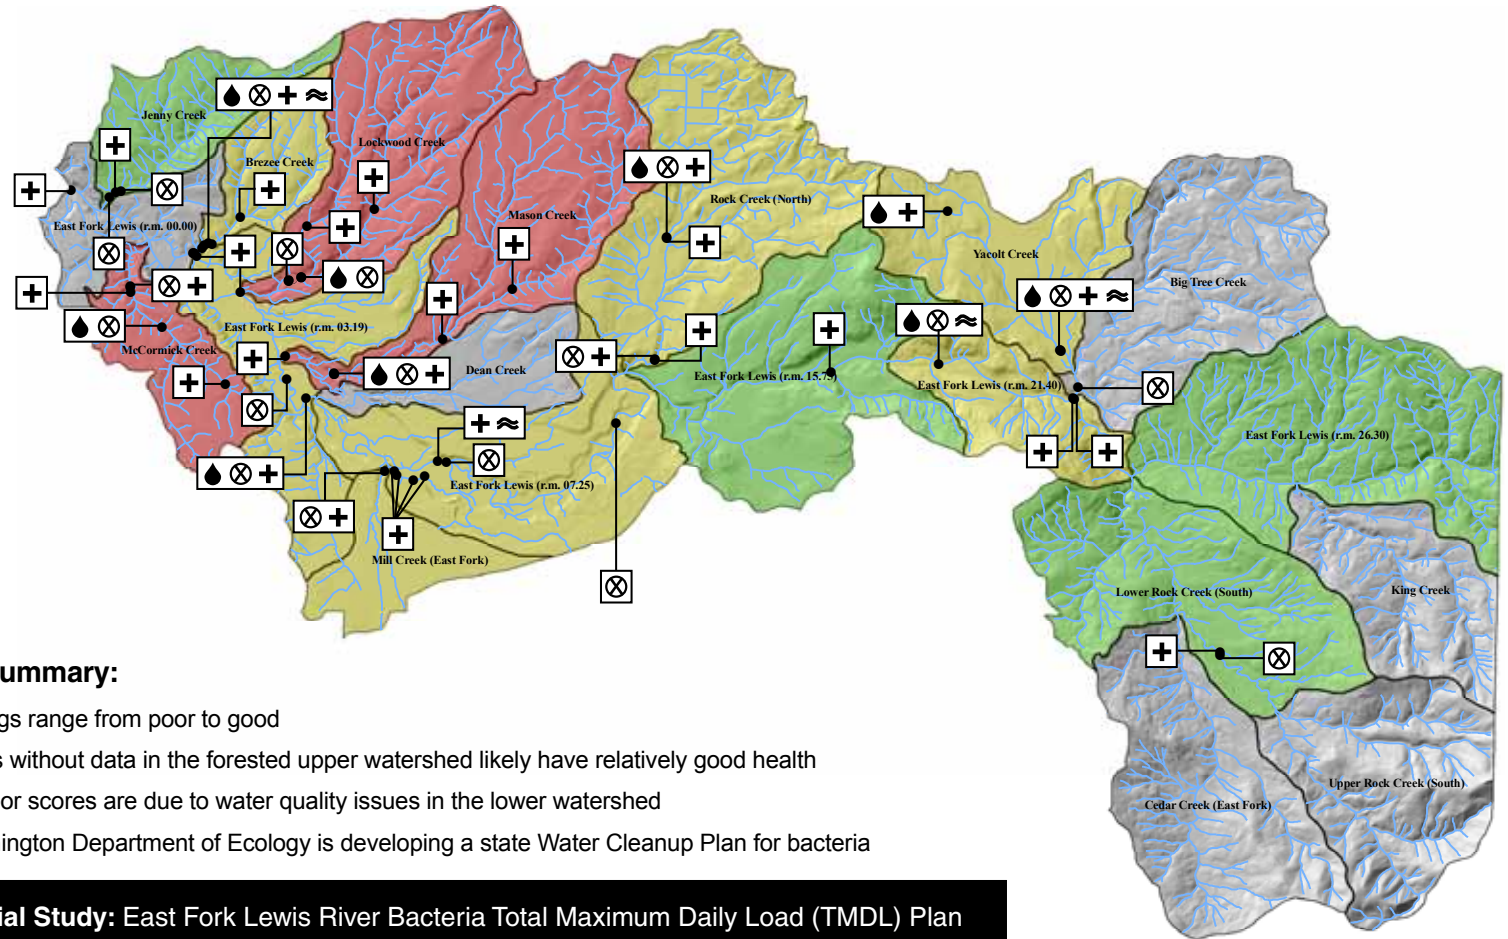 Jenny Creek
Brezee Creek
Lockwood Creek
Mason Creek
Rock Creek (North)
East Fork Lewis (r.m. 00.00)
Yacolt Creek
Big Tree Creek
East Fork Lewis (r.m. 03.19)
McCormick Creek
Dean Creek
East Fork Lewis (r.m. 15.75)
East Fork Lewis (r.m. 21.40)
East Fork Lewis (r.m. 26.30)
East Fork Lewis (r.m. 07.25)
Mill Creek (East Fork)
Lower Rock Creek (South)
King Creek
Upper Rock Creek (South)
Cedar Creek (East Fork)
ummary:
gs range from poor to good
s without data in the forested upper watershed likely have relatively good health
or scores are due to water quality issues in the lower watershed
ington Department of Ecology is developing a state Water Cleanup Plan for bacteria
ial Study: East Fork Lewis River Bacteria Total Maximum Daily Load (TMDL) Plan